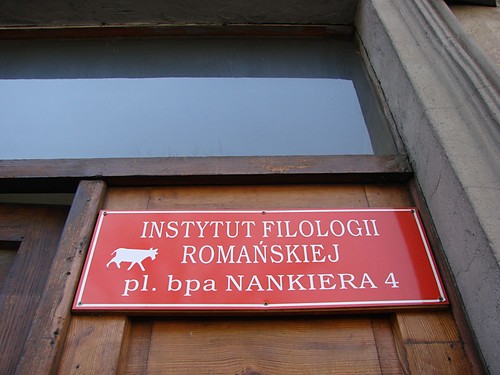 INSTYTUT FILOLOGII
ROMAŃSKIEJ
pl. bpa NANKIERA 4